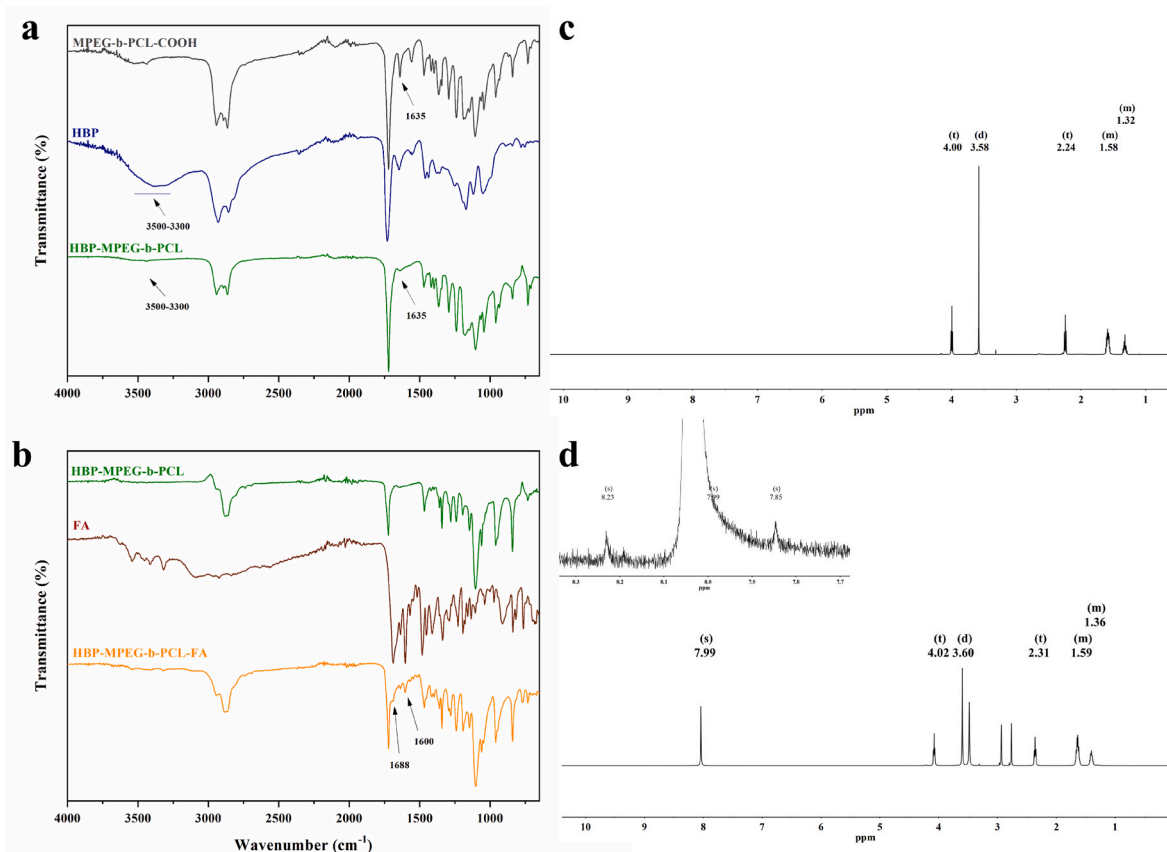 a
MPEG-b-PCL-COOH
1635
HBP
3500-3300
HBP-MPEG-b-PCL
3500-3300
1635
Transmittance (%)
4000 3500 3000 2500 2000 1500 1000
b
HBP-MPEG-b-PCL
FA
HBP-MPEG-b-PCL-FA
1688
1600
Transmittance (%)
4000 3500 3000 2500 2000 1500 1000
Wavenumber (cm⁻¹)
c
(m)
1.32
(t) (d) (t) (m)
4.00 3.58 2.24 1.58
10 9 8 7 6 5 4 3 2 1
ppm
d
(s) (s) (s)
8.23 7.99 7.85
8.3 8.2 8.1 8.0 7.9 7.8 7.7
ppm
(m)
1.36
(s) (t) (d) (t) (m)
7.99 4.02 3.60 2.31 1.59
10 9 8 7 6 5 4 3 2 1
ppm